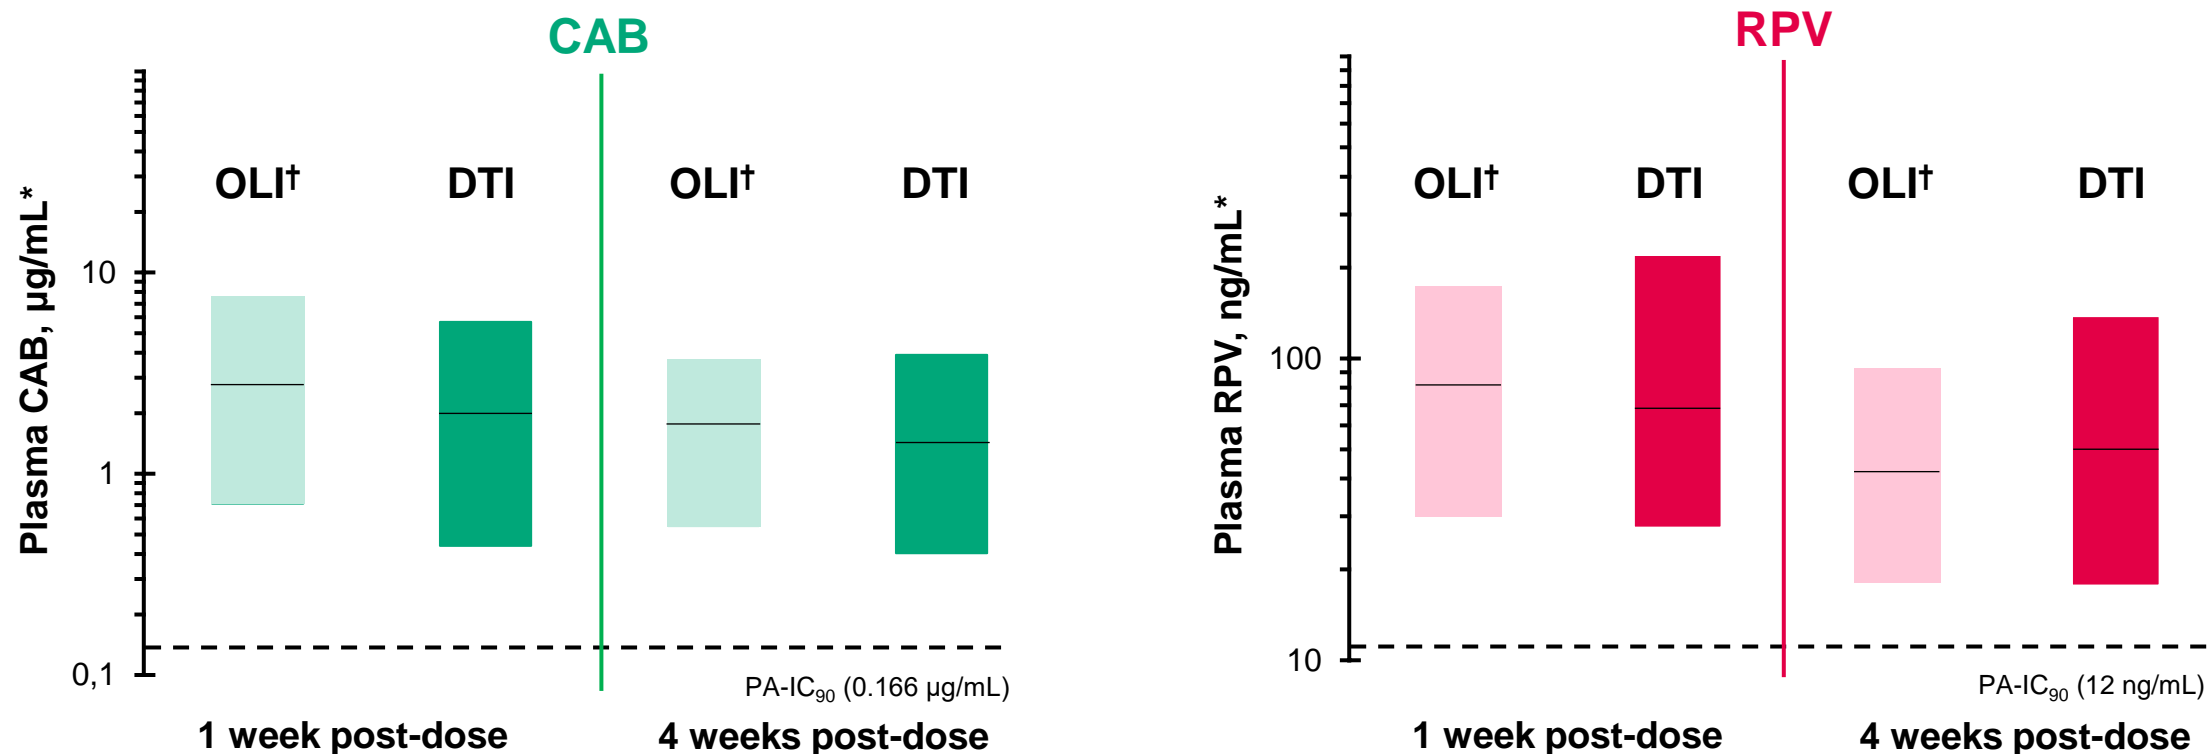 CAB
Plasma CAB, µg/mL*
OLI† DTI OLI† DTI
10
1
0,1
PA-IC90 (0.166 µg/mL)
1 week post-dose 4 weeks post-dose
RPV
Plasma RPV, ng/mL*
OLI† DTI OLI† DTI
100
10
PA-IC90 (12 ng/mL)
1 week post-dose 4 weeks post-dose